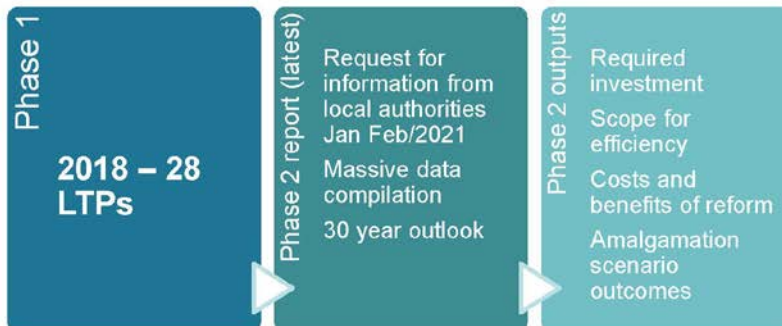 Phase 1
2018 – 28
LTPs
Phase 2 report (latest)
Request for
information from
local authorities
Jan Feb/2021
Massive data
compilation
30 year outlook
Phase 2 outputs
Required
investment
Scope for
efficiency
Costs and
benefits of reform
Amalgamation
scenario
outcomes